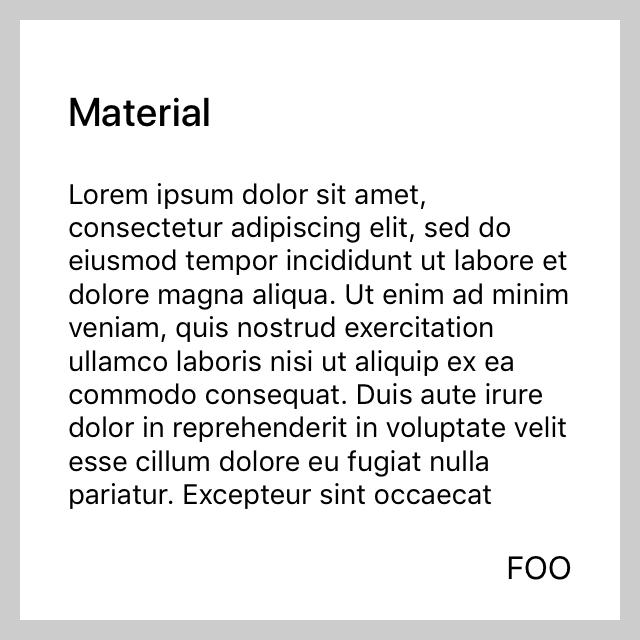 Material
Lorem ipsum dolor sit amet,
consectetur adipiscing elit, sed do
eiusmod tempor incididunt ut labore et
dolore magna aliqua. Ut enim ad minim
veniam, quis nostrud exercitation
ullamco laboris nisi ut aliquip ex ea
commodo consequat. Duis aute irure
dolor in reprehenderit in voluptate velit
esse cillum dolore eu fugiat nulla
pariatur. Excepteur sint occaecat
FOO